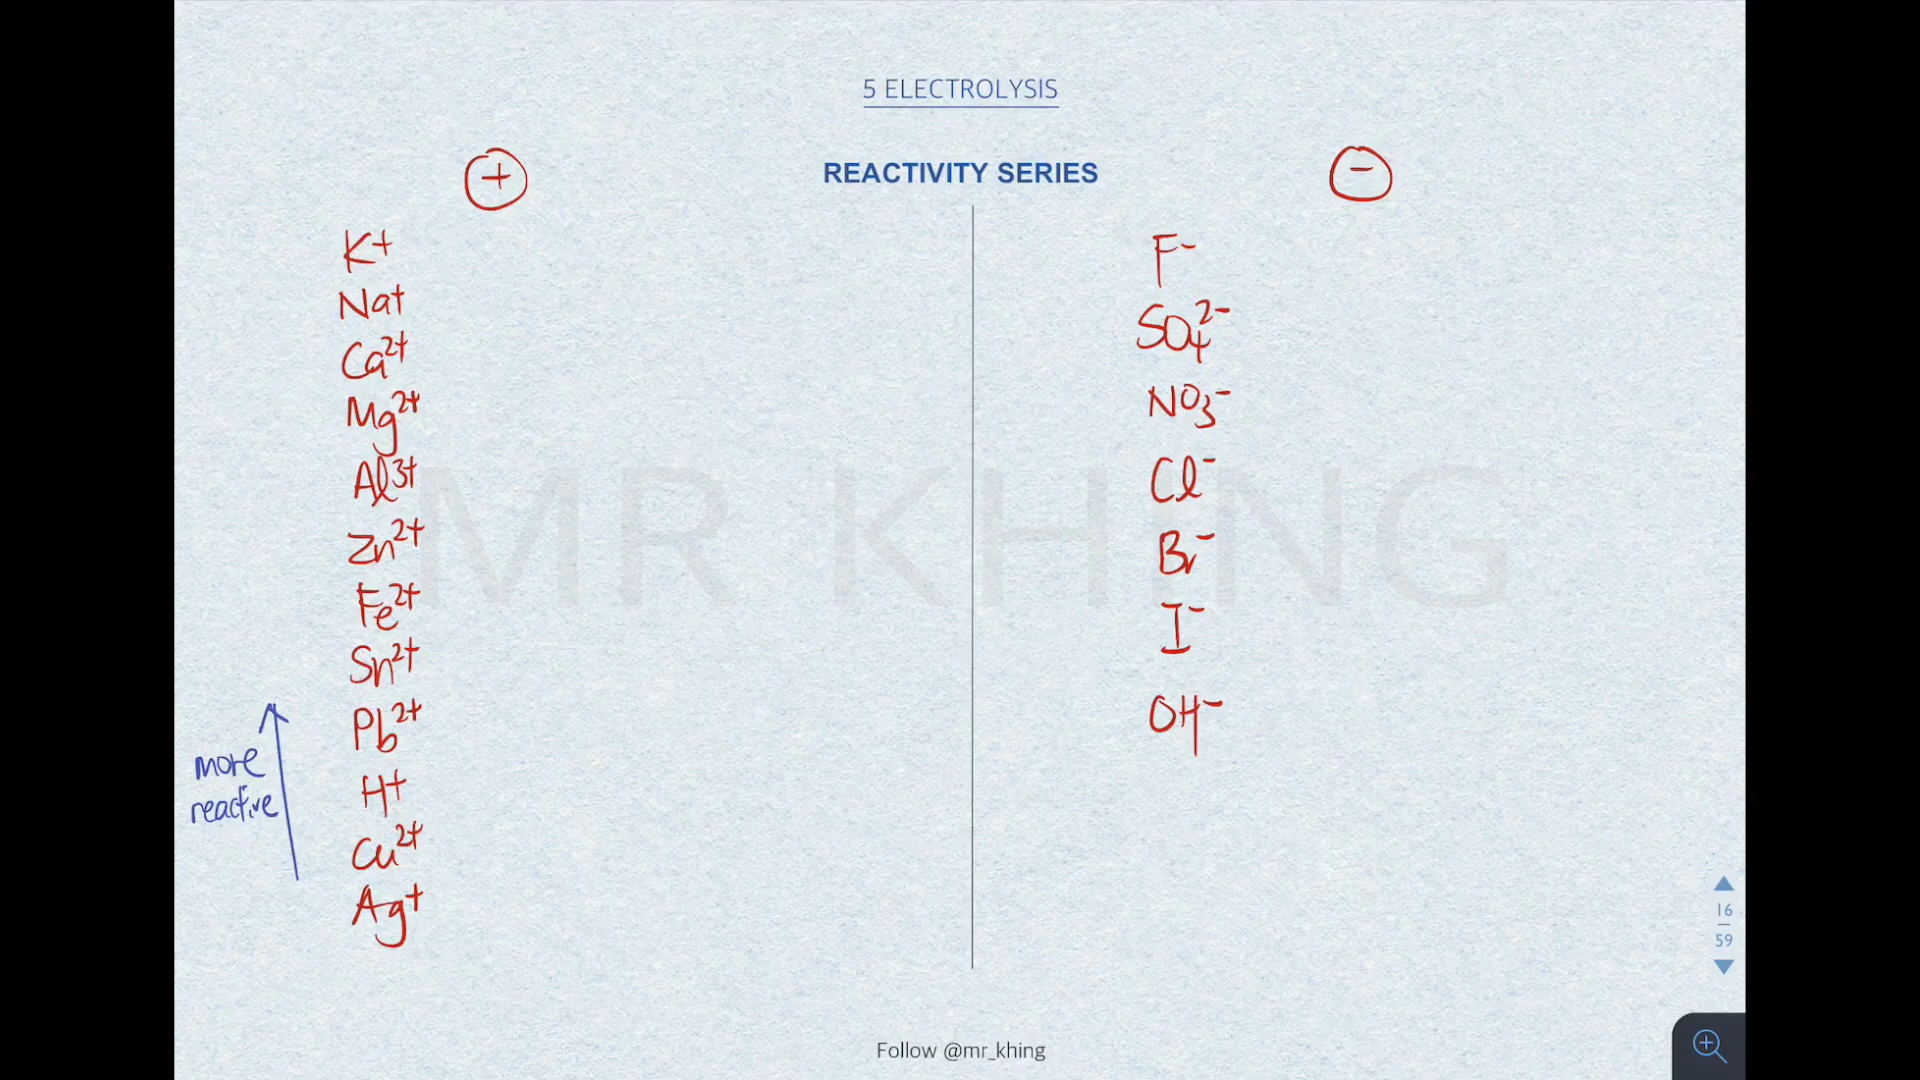 5 ELECTROLYSIS
REACTIVITY SERIES
+
K+
Na+
Ca2+
Mg2+
Al3+
Zn2+
Fe2+
Sn2+
Pb2+
H+
Cu2+
Ag+
more
reactive
-
F-
SO42-
NO3-
Cl-
Br-
I-
OH-
MR KHING
16
59
Follow @mr_khing